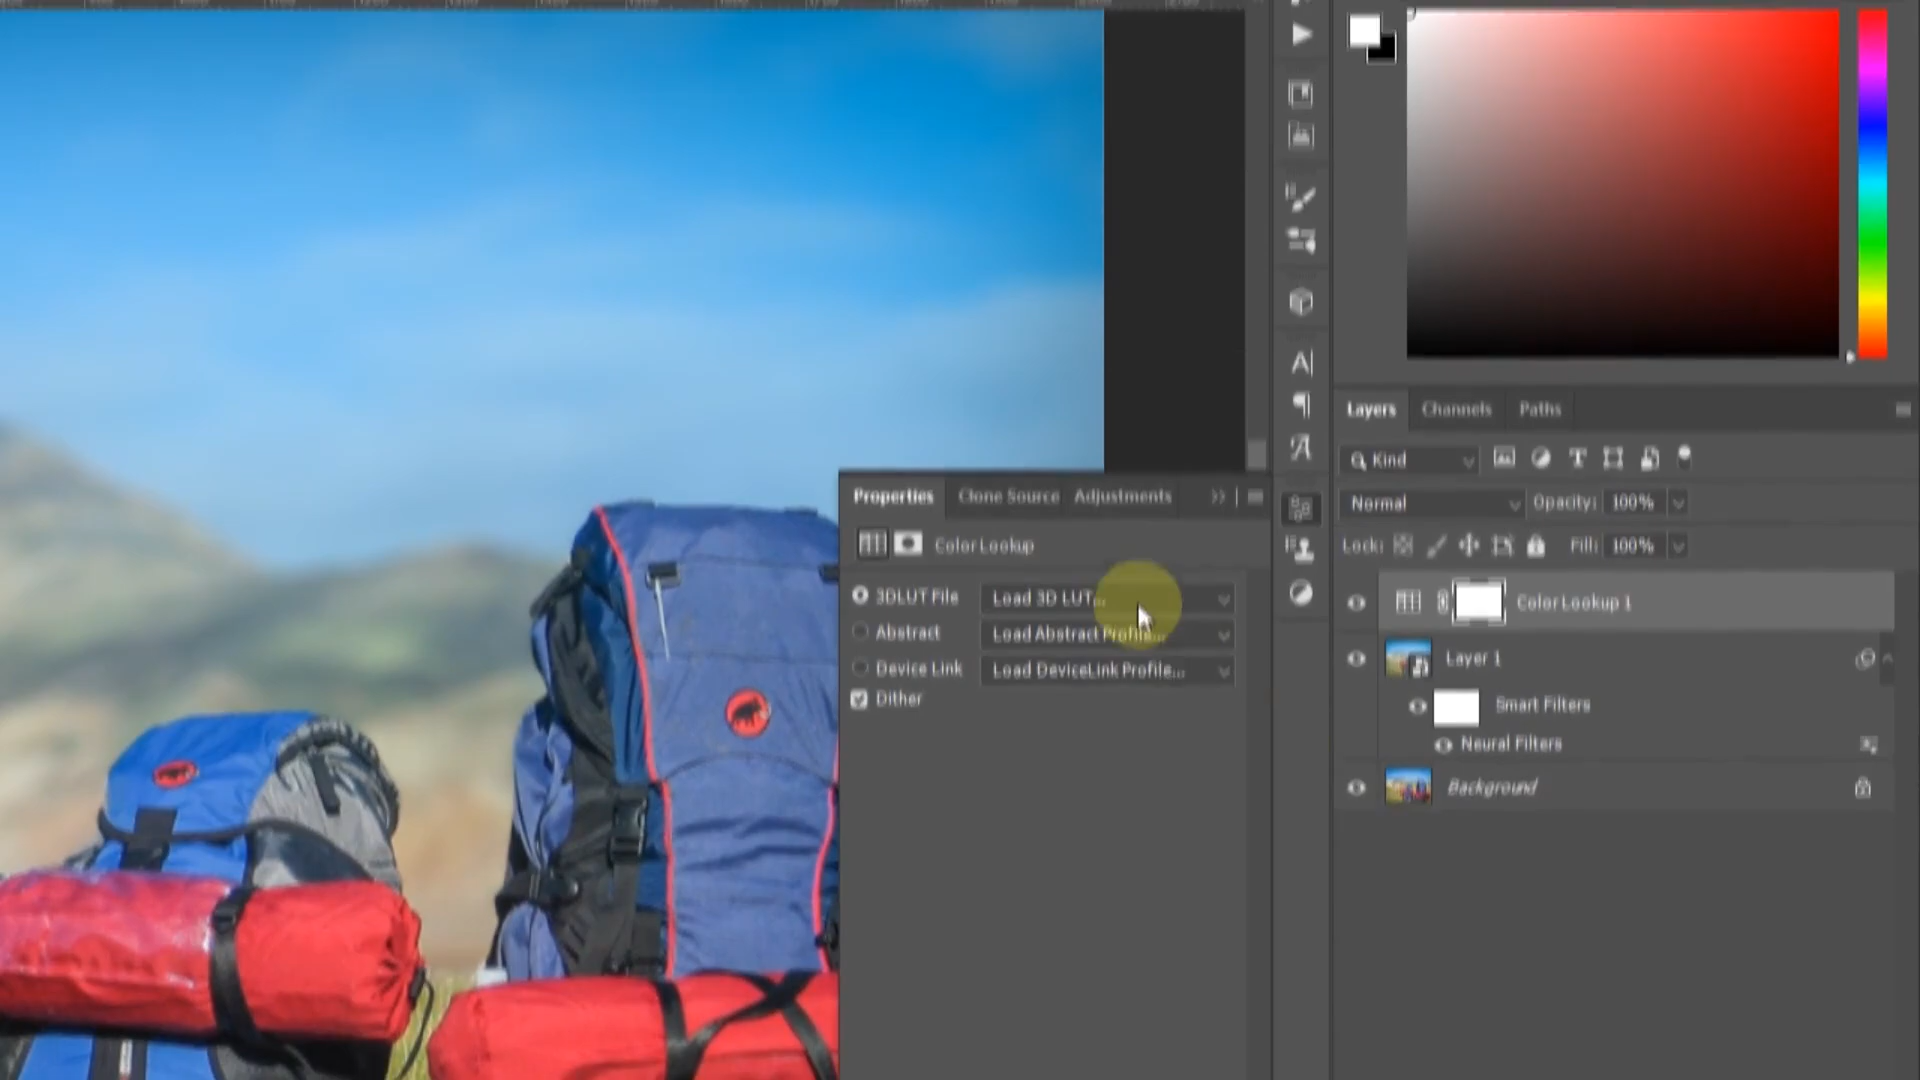 Layers Channels Paths
Kind
Normal Opacity: 100%
Lock: Fill: 100%
Properties Clone Source Adjustments
Color Lookup
3DLUT File Load 3D LUT...
Abstract Load Abstract Profile...
Device Link Load DeviceLink Profile...
Dither
Color Lookup 1
Layer 1
Smart Filters
Neural Filters
Background